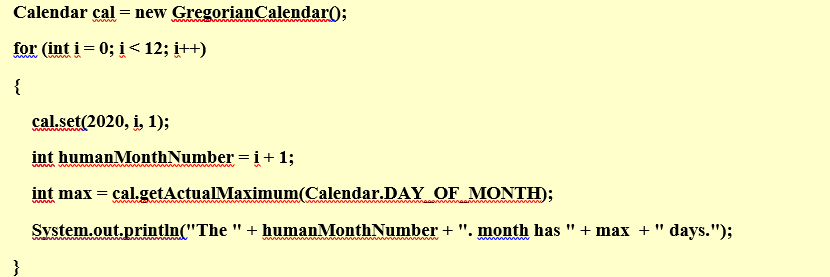 Calendar cal = new GregorianCalendar();
for (int i = 0; i < 12; i++)
{
cal.set(2020, i, 1);
int humanMonthNumber = i + 1;
int max = cal.getActualMaximum(Calendar.DAY_OF_MONTH);
System.out.println("The " + humanMonthNumber + ". month has " + max + " days.");
}